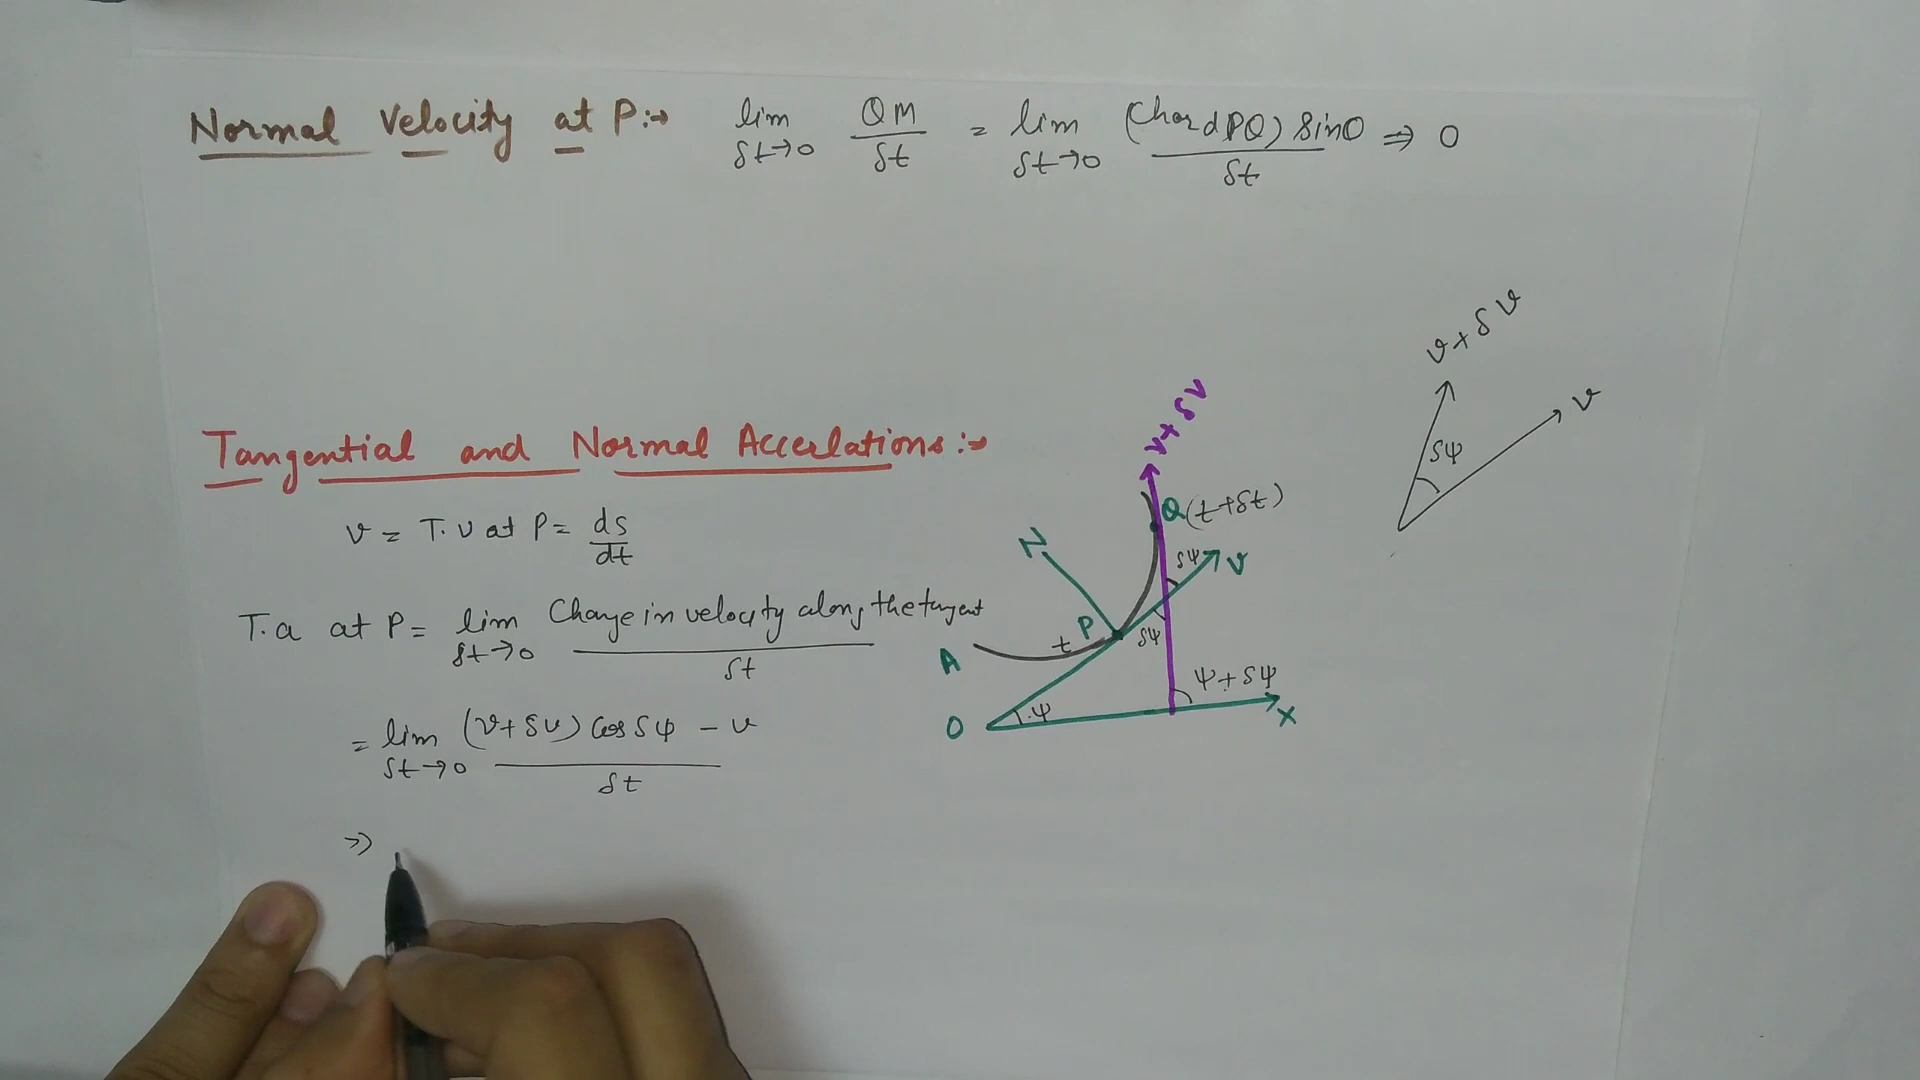 Normal Velocity at P:→ lim δt→0 QM/δt = lim δt→0 (Chord PQ) Sinθ/δt ⇒ 0
Tangential and Normal Accerlations:→
v = T.v at P = ds/dt
T.a at P = lim δt→0 Change in velocity along the tangent/δt
= lim δt→0 (v+δv) Cos δψ - v/δt
⇒
v+δv
Q(t+δt)
N
δψ
v
P
t
δψ
A
ψ+δψ
O
ψ
X
v+δv
v
δψ